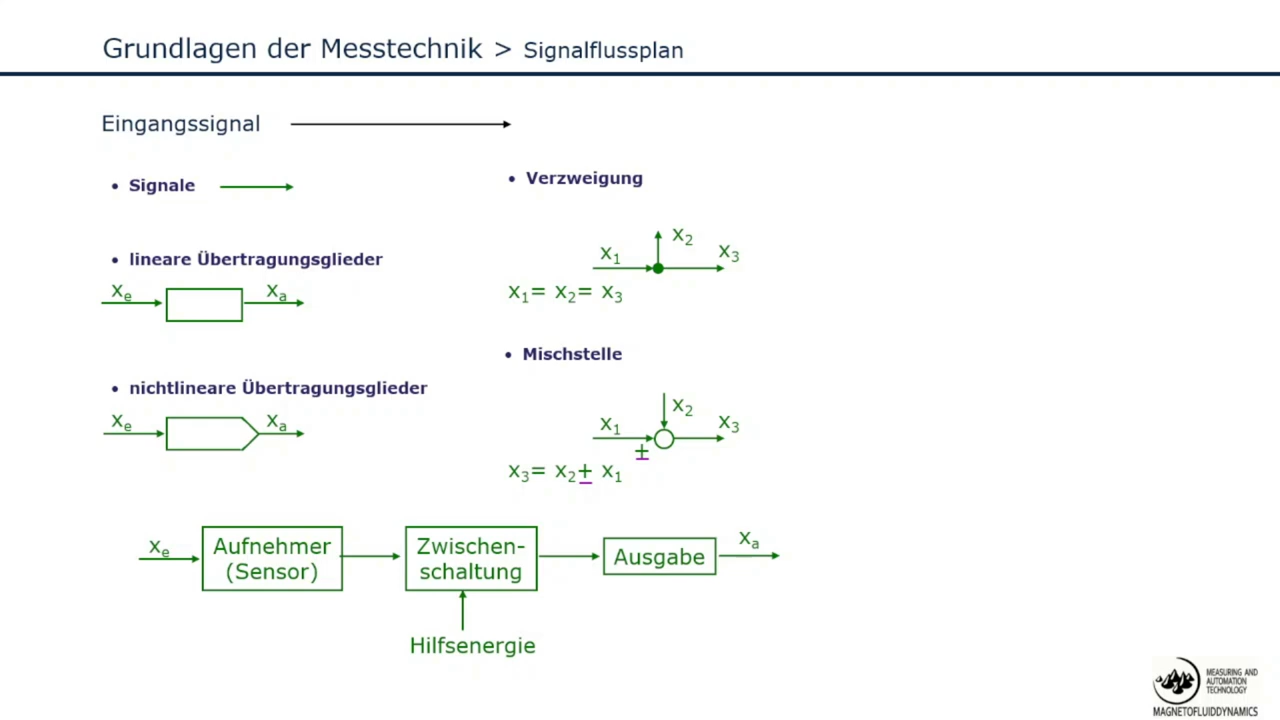 Grundlagen der Messtechnik > Signalflussplan
Eingangssignal
• Signale
• lineare Übertragungsglieder
xe
xa
• nichtlineare Übertragungsglieder
xe
xa
• Verzweigung
x1
x2
x3
x1= x2= x3
• Mischstelle
x1
x2
x3
±
x3= x2± x1
xe
Aufnehmer
(Sensor)
Zwischen-
schaltung
Ausgabe
xa
Hilfsenergie
MEASURING AND
AUTOMATION
TECHNOLOGY
MAGNETOFLUIDDYNAMICS